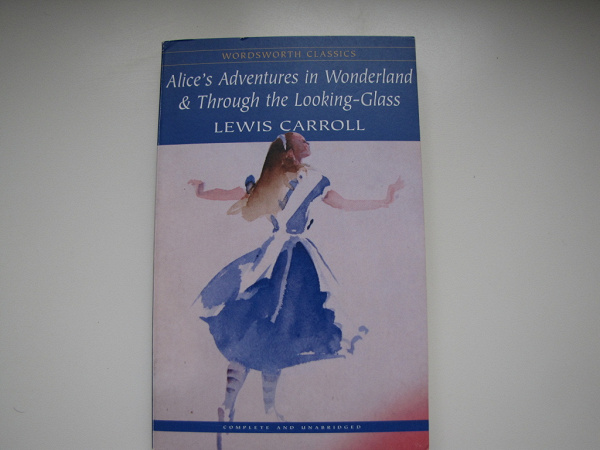 WORDSWORTH CLASSICS
Alice's Adventures in Wonderland
& Through the Looking-Glass
LEWIS CARROLL
COMPLETE AND UNABRIDGED